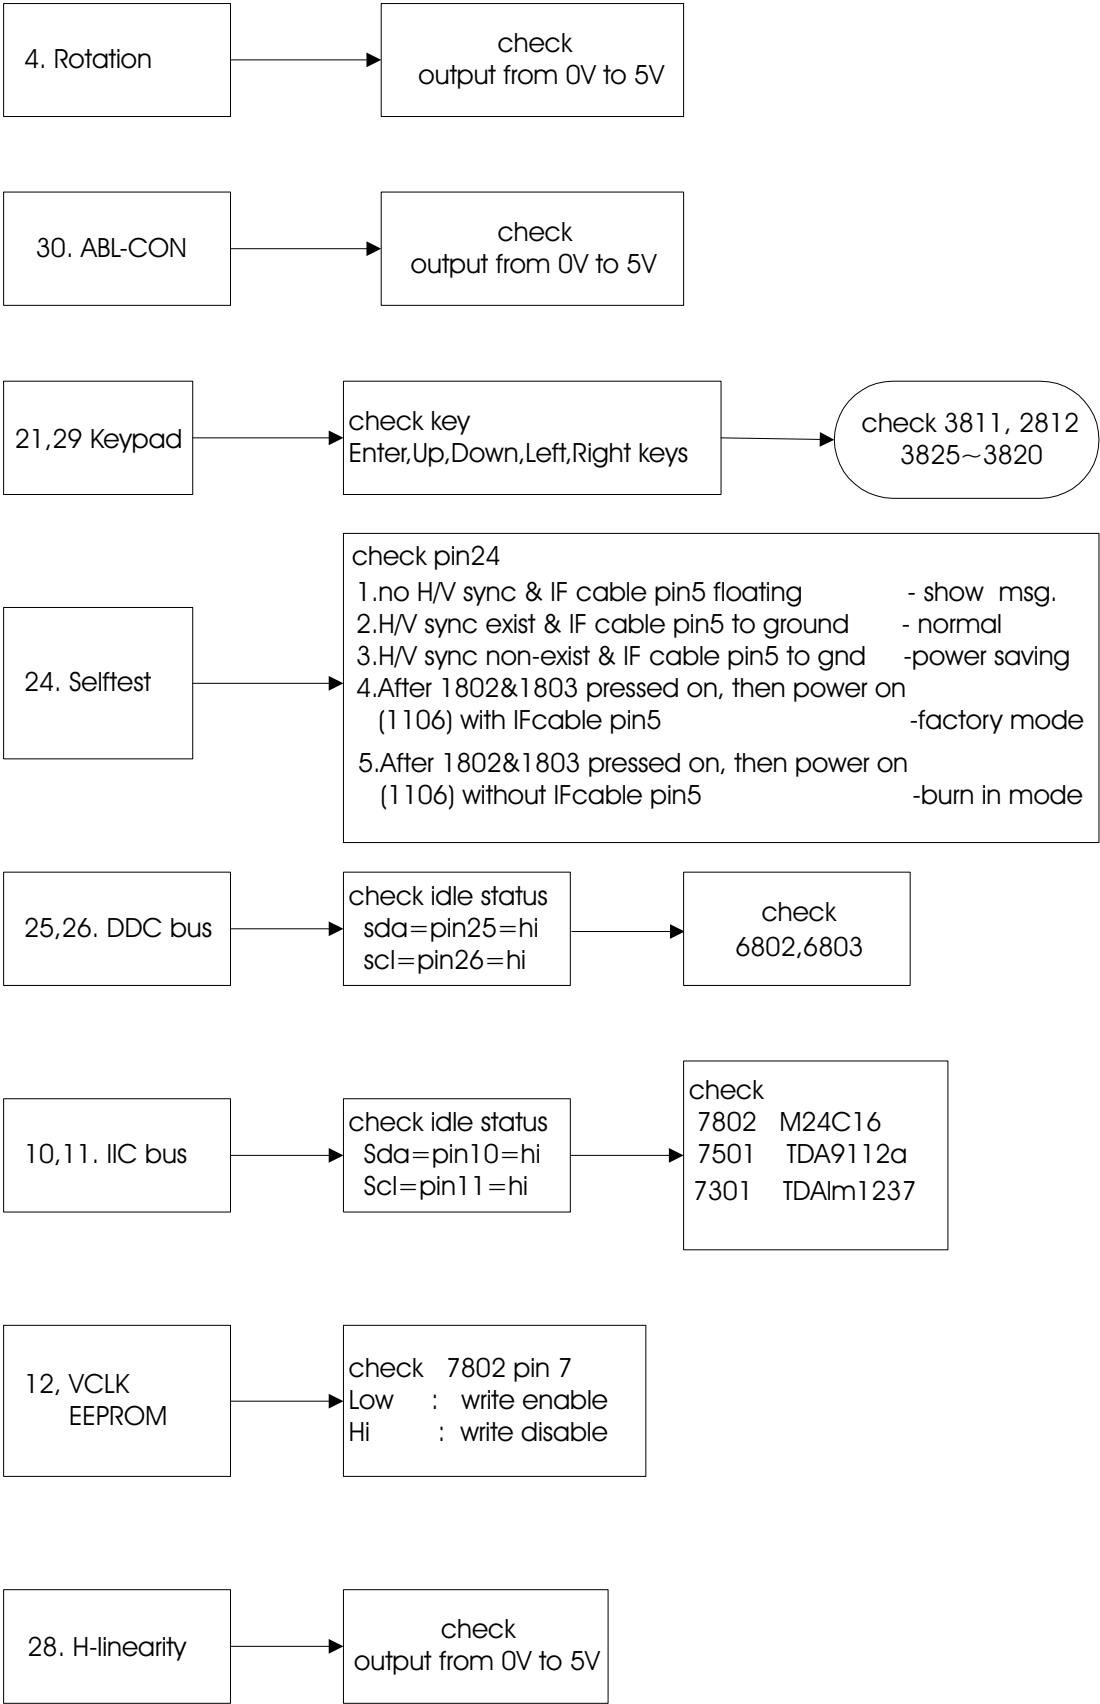 4. Rotation
check
output from 0V to 5V
30. ABL-CON
check
output from 0V to 5V
21,29 Keypad
check key
Enter,Up,Down,Left,Right keys
check 3811, 2812
3825~3820
24. Selftest
check pin24
1.no H/V sync & IF cable pin5 floating - show msg.
2.H/V sync exist & IF cable pin5 to ground - normal
3.H/V sync non-exist & IF cable pin5 to gnd -power saving
4.After 1802&1803 pressed on, then power on
(1106) with IFcable pin5 -factory mode
5.After 1802&1803 pressed on, then power on
(1106) without IFcable pin5 -burn in mode
25,26. DDC bus
check idle status
sda=pin25=hi
scl=pin26=hi
check
6802,6803
10,11. IIC bus
check idle status
Sda=pin10=hi
Scl=pin11=hi
check
7802 M24C16
7501 TDA9112a
7301 TDAlm1237
12, VCLK
EEPROM
check 7802 pin 7
Low : write enable
Hi : write disable
28. H-linearity
check
output from 0V to 5V